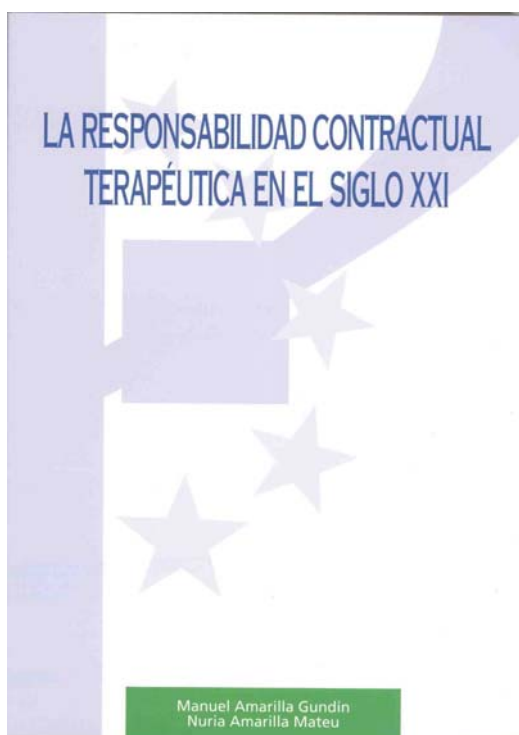 LA RESPONSABILIDAD CONTRACTUAL
TERAPÉUTICA EN EL SIGLO XXI
Manuel Amarilla Gundín
Nuria Amarilla Mateu